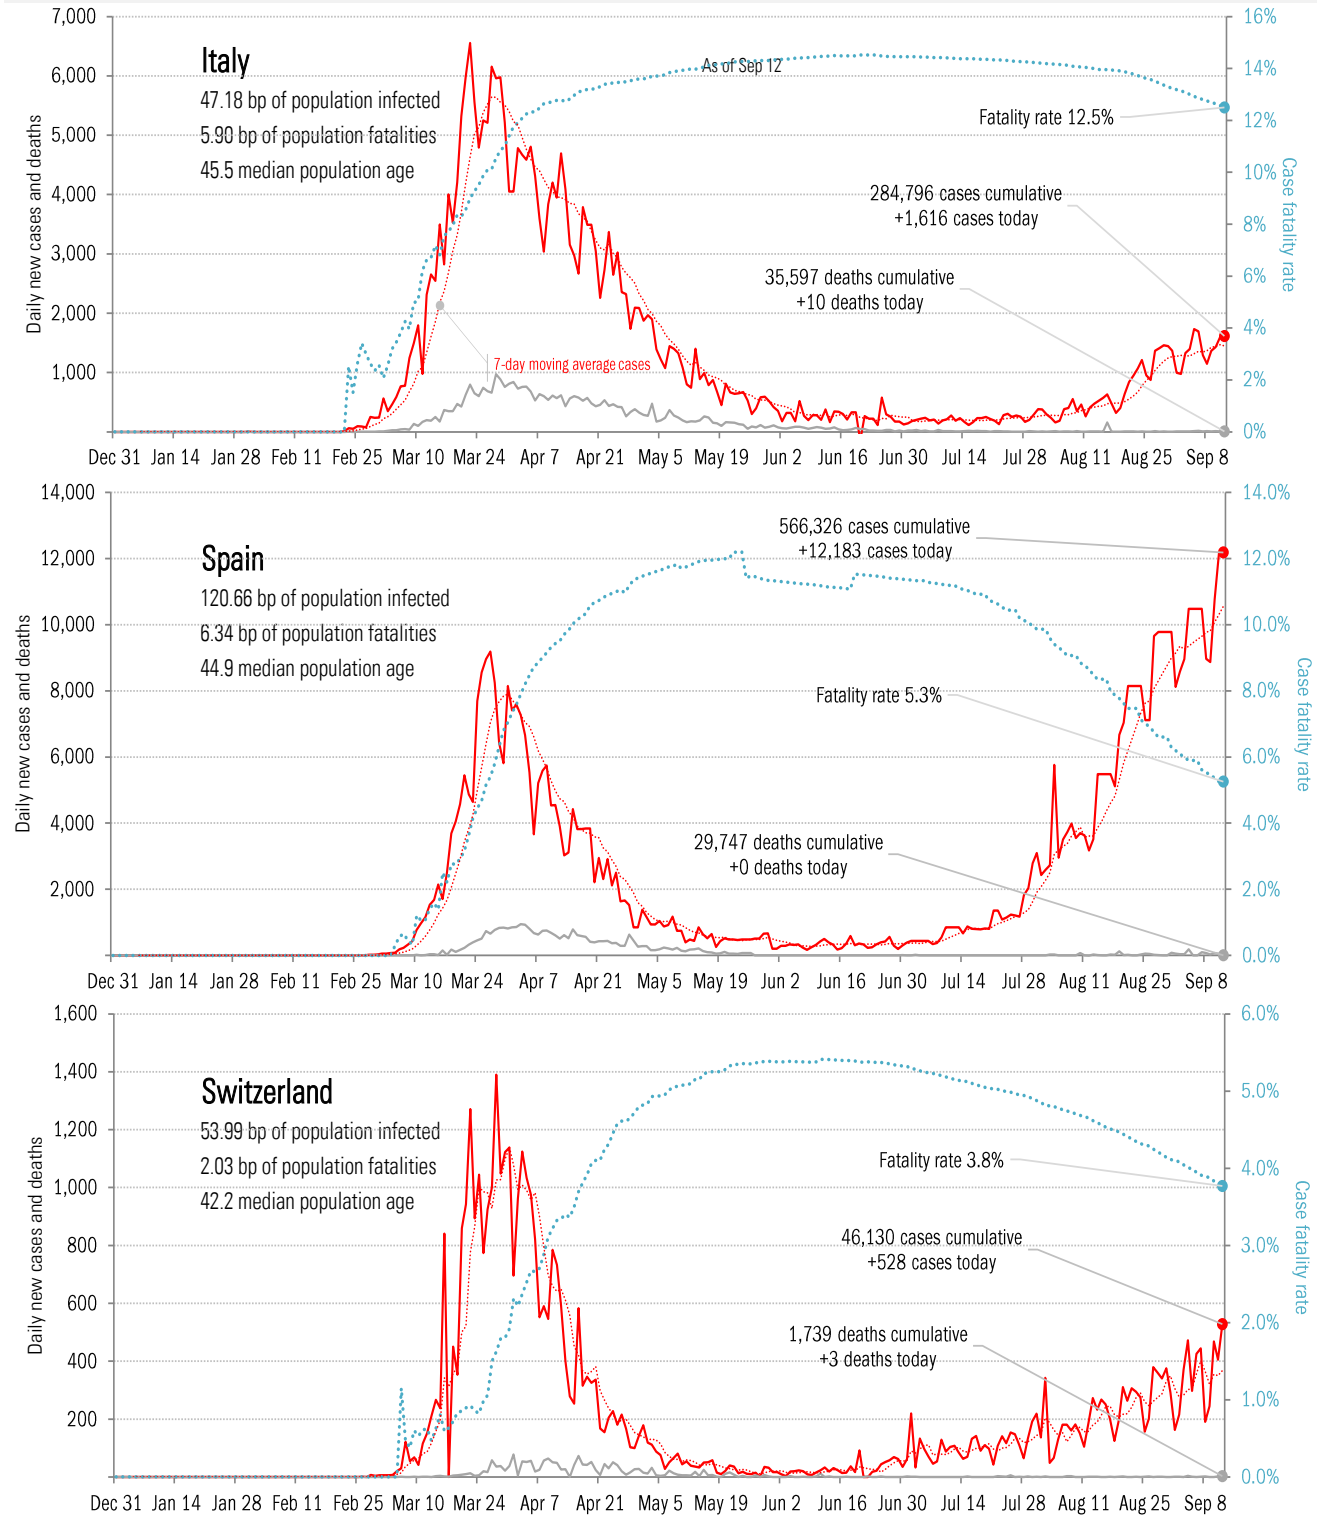 7,000
6,000
5,000
4,000
3,000
2,000
1,000
Daily new cases and deaths
Italy
47.18 bp of population infected
5.90 bp of population fatalities
45.5 median population age
As of Sep 12
Fatality rate 12.5%
284,796 cases cumulative
+1,616 cases today
35,597 deaths cumulative
+10 deaths today
7-day moving average cases
16%
14%
12%
10%
8%
6%
4%
2%
0%
Case fatality rate
Dec 31 Jan 14 Jan 28 Feb 11 Feb 25 Mar 10 Mar 24 Apr 7 Apr 21 May 5 May 19 Jun 2 Jun 16 Jun 30 Jul 14 Jul 28 Aug 11 Aug 25 Sep 8
14,000
12,000
10,000
8,000
6,000
4,000
2,000
Daily new cases and deaths
Spain
120.66 bp of population infected
6.34 bp of population fatalities
44.9 median population age
566,326 cases cumulative
+12,183 cases today
Fatality rate 5.3%
29,747 deaths cumulative
+0 deaths today
14.0%
12.0%
10.0%
8.0%
6.0%
4.0%
2.0%
0.0%
Case fatality rate
Dec 31 Jan 14 Jan 28 Feb 11 Feb 25 Mar 10 Mar 24 Apr 7 Apr 21 May 5 May 19 Jun 2 Jun 16 Jun 30 Jul 14 Jul 28 Aug 11 Aug 25 Sep 8
1,600
1,400
1,200
1,000
800
600
400
200
Daily new cases and deaths
Switzerland
53.99 bp of population infected
2.03 bp of population fatalities
42.2 median population age
Fatality rate 3.8%
46,130 cases cumulative
+528 cases today
1,739 deaths cumulative
+3 deaths today
6.0%
5.0%
4.0%
3.0%
2.0%
1.0%
0.0%
Case fatality rate
Dec 31 Jan 14 Jan 28 Feb 11 Feb 25 Mar 10 Mar 24 Apr 7 Apr 21 May 5 May 19 Jun 2 Jun 16 Jun 30 Jul 14 Jul 28 Aug 11 Aug 25 Sep 8